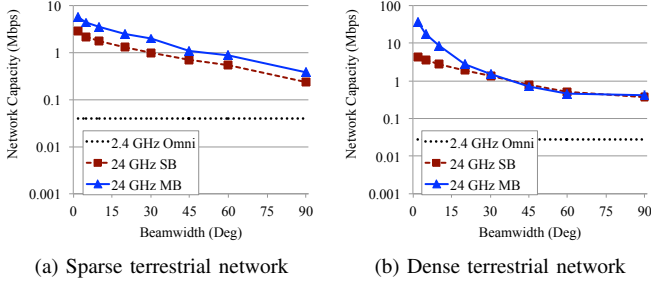 Network Capacity (Mbps)
10
1
0.1
0.01
0.001
2.4 GHz Omni
24 GHz SB
24 GHz MB
0 15 30 45 60 75 90
Beamwidth (Deg)
(a) Sparse terrestrial network
Network Capacity (Mbps)
100
10
1
0.1
0.01
0.001
2.4 GHz Omni
24 GHz SB
24 GHz MB
0 15 30 45 60 75 90
Beamwidth (Deg)
(b) Dense terrestrial network